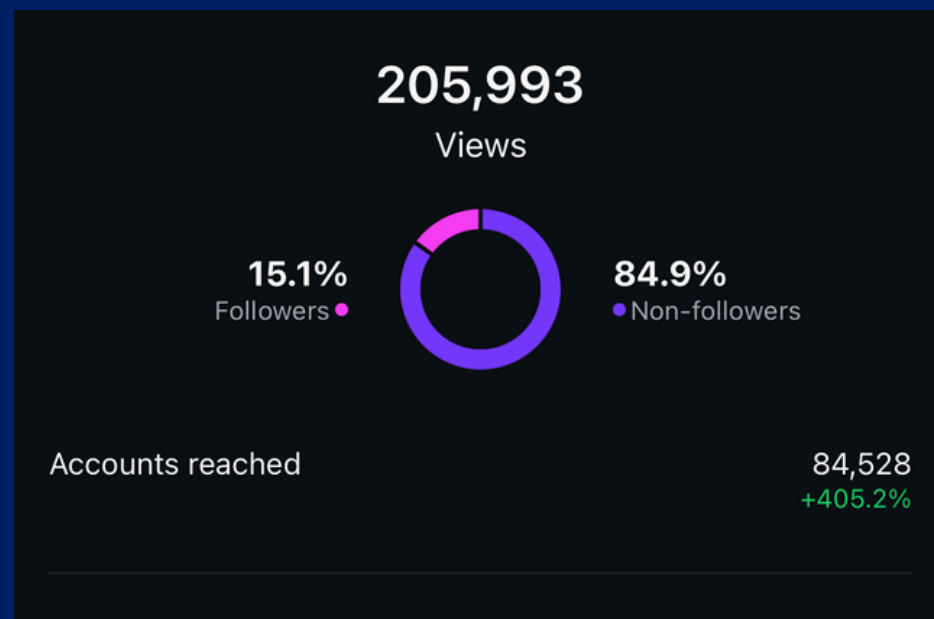 205,993
Views
15.1%
Followers
84.9%
Non-followers
Accounts reached
84,528
+405.2%